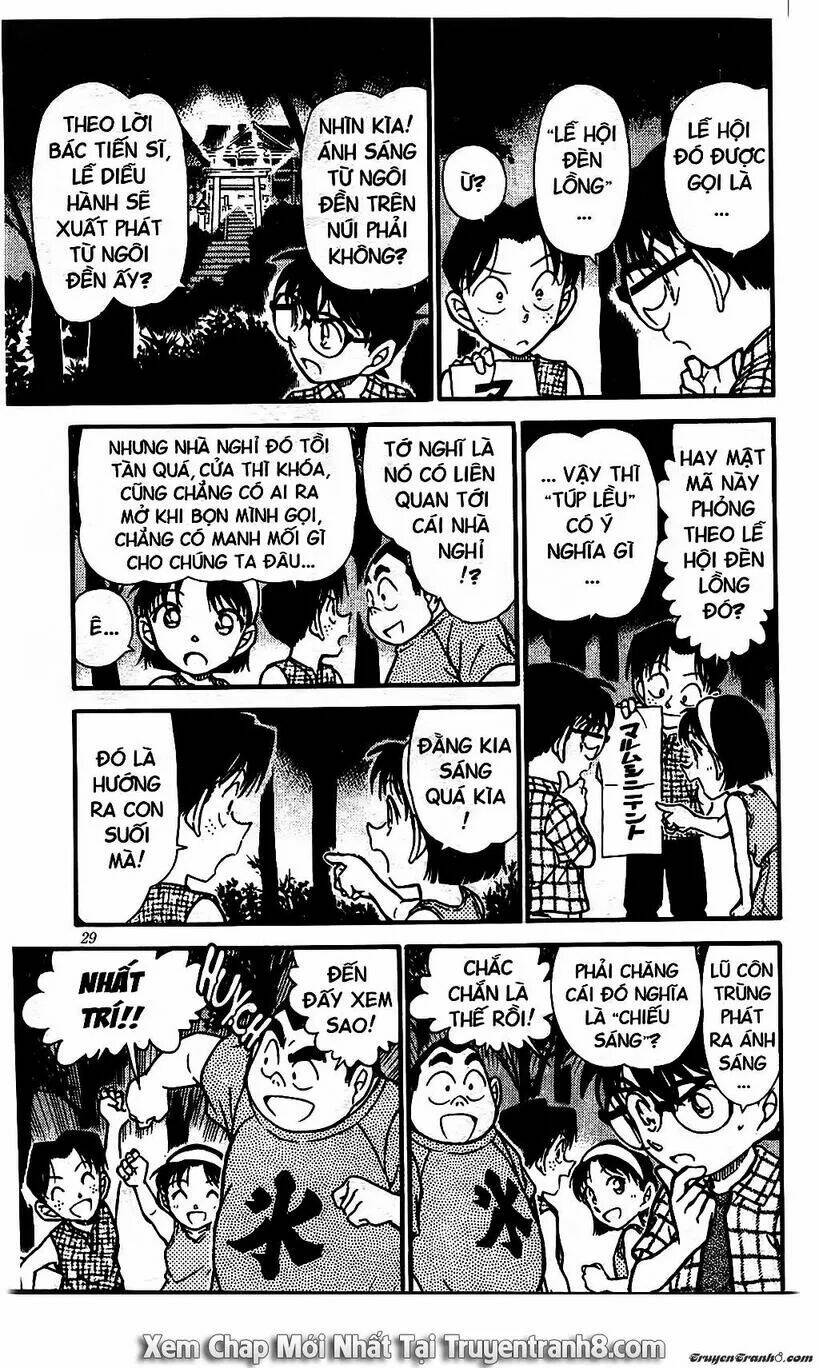 LỄ HỘI
ĐÓ ĐƯỢC
GỌI LÀ
...
“LỄ HỘI
ĐÈN
LỒNG”
...
Ừ?
NHÌN KÌA!
ÁNH SÁNG
TỪ NGÔI
ĐỀN TRÊN
NÚI PHẢI
KHÔNG?
THEO LỜI
BÁC TIẾN SĨ,
LỄ DIỄU
HÀNH SẼ
XUẤT PHÁT
TỪ NGÔI
ĐỀN ẤY?
HAY MẬT
MÃ NÀY
PHỎNG
THEO LỄ
HỘI ĐÈN
LỒNG
ĐÓ?
... VẬY THÌ
“TÚP LỀU”
CÓ Ý
NGHĨA GÌ
...
マルムシニテント
TỚ NGHĨ LÀ
NÓ CÓ LIÊN
QUAN TỚI
CÁI NHÀ
NGHỈ
!?
NHƯNG NHÀ NGHỈ ĐÓ TỒI
TÀN QUÁ, CỬA THÌ KHÓA,
CŨNG CHẲNG CÓ AI RA
MỞ KHI BỌN MÌNH GỌI,
CHẲNG CÓ MANH MỐI GÌ
CHO CHÚNG TA ĐÂU...
Ê...
ĐẰNG KIA
SÁNG
QUÁ KÌA
!
ĐÓ LÀ
HƯỚNG
RA CON
SUỐI
MÀ!
29
LŨ CÔN
TRÙNG PHÁT
RA ÁNH
SÁNG
...
PHẢI CHĂNG
CÁI ĐÓ NGHĨA
LÀ “CHIẾU
SÁNG”?
CHẮC
CHẮN LÀ
THẾ RỒI!
氷
ĐẾN
ĐẤY XEM
SAO!
HUỴCH
NHẤT
TRÍ!!
氷
Xem Chap Mới Nhất Tại Truyentranh8.com
TruyenTranh8.com